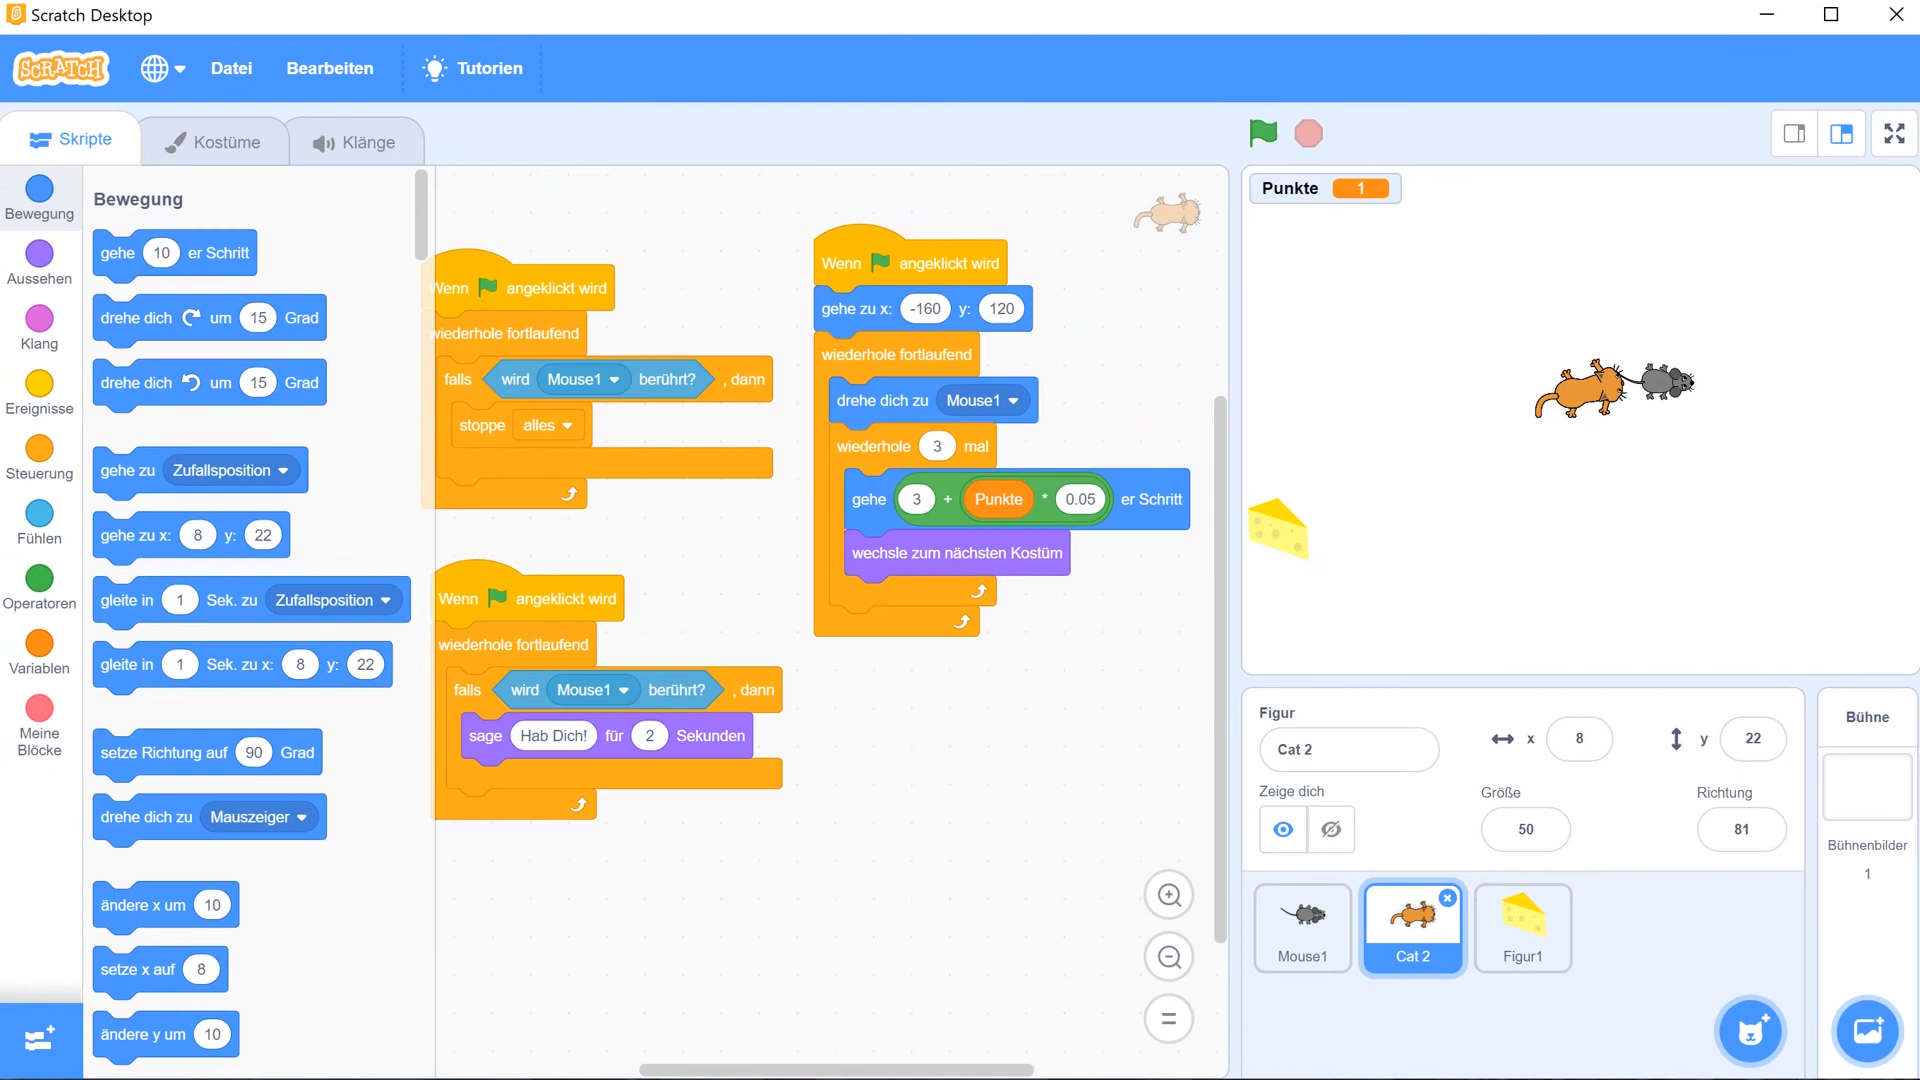 Scratch Desktop
SCRATCH
Datei
Bearbeiten
Tutorien
Skripte
Kostüme
Klänge
Bewegung
Aussehen
Klang
Ereignisse
Steuerung
Fühlen
Operatoren
Variablen
Meine
Blöcke
Bewegung
gehe 10 er Schritt
drehe dich um 15 Grad
drehe dich um 15 Grad
gehe zu Zufallsposition
gehe zu x: 8 y: 22
gleite in 1 Sek. zu Zufallsposition
gleite in 1 Sek. zu x: 8 y: 22
setze Richtung auf 90 Grad
drehe dich zu Mauszeiger
ändere x um 10
setze x auf 8
ändere y um 10
Wenn angeklickt wird
wiederhole fortlaufend
falls wird Mouse1 berührt? , dann
stoppe alles
Wenn angeklickt wird
wiederhole fortlaufend
falls wird Mouse1 berührt? , dann
sage Hab Dich! für 2 Sekunden
Wenn angeklickt wird
gehe zu x: -160 y: 120
wiederhole fortlaufend
drehe dich zu Mouse1
wiederhole 3 mal
gehe 3 + Punkte * 0.05 er Schritt
wechsle zum nächsten Kostüm
Punkte 1
Figur
Cat 2
x 8
y 22
Zeige dich
Größe
50
Richtung
81
Mouse1
Cat 2
Figur1
Bühne
Bühnenbilder
1